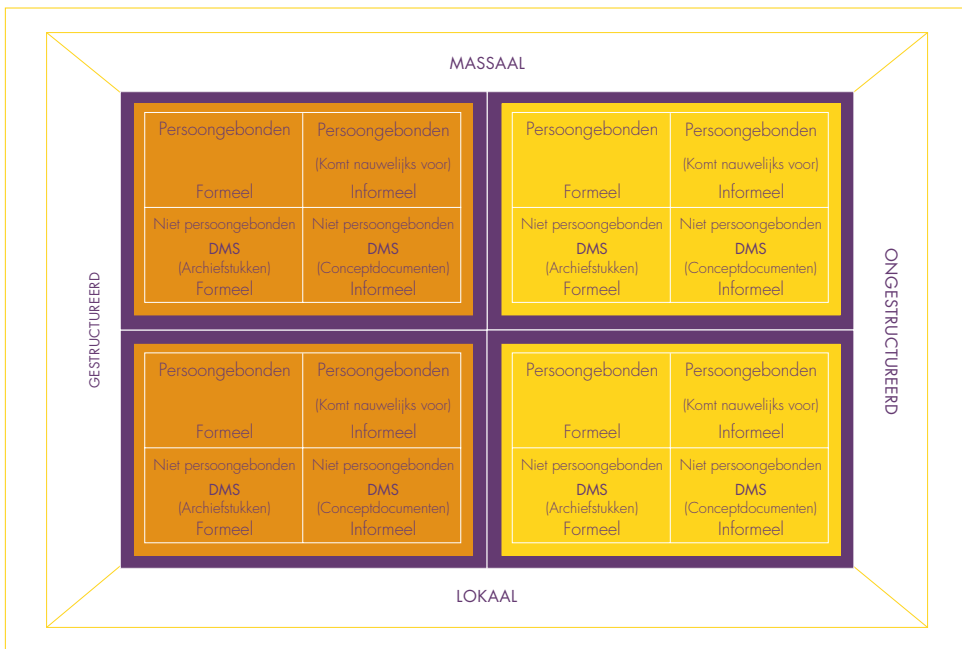 MASSAAL
GESTRUCTUREERD
Persoongebonden
Formeel
Persoongebonden
(Komt nauwelijks voor)
Informeel
Niet persoongebonden
DMS
(Archiefstukken)
Formeel
Niet persoongebonden
DMS
(Conceptdocumenten)
Informeel
Persoongebonden
Formeel
Persoongebonden
(Komt nauwelijks voor)
Informeel
Niet persoongebonden
DMS
(Archiefstukken)
Formeel
Niet persoongebonden
DMS
(Conceptdocumenten)
Informeel
ONGESTRUCTUREERD
Persoongebonden
Formeel
Persoongebonden
(Komt nauwelijks voor)
Informeel
Niet persoongebonden
DMS
(Archiefstukken)
Formeel
Niet persoongebonden
DMS
(Conceptdocumenten)
Informeel
Persoongebonden
Formeel
Persoongebonden
(Komt nauwelijks voor)
Informeel
Niet persoongebonden
DMS
(Archiefstukken)
Formeel
Niet persoongebonden
DMS
(Conceptdocumenten)
Informeel
LOKAAL